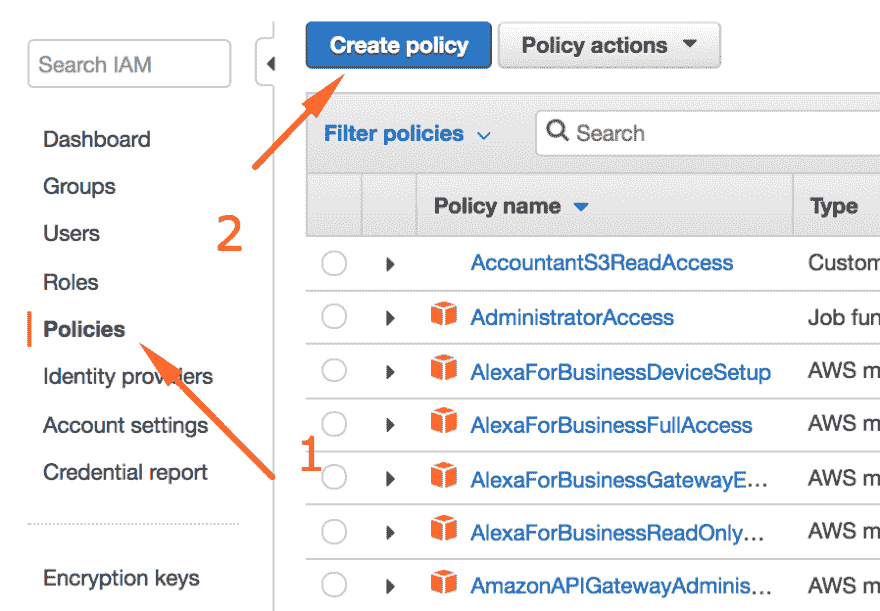 Search IAM
Dashboard
Groups
Users
Roles
Policies
Identity providers
Account settings
Credential report
Encryption keys
2
1
Create policy
Policy actions
Filter policies
Search
Policy name Type
AccountantS3ReadAccess Custom
AdministratorAccess Job fun
AlexaForBusinessDeviceSetup AWS m
AlexaForBusinessFullAccess AWS m
AlexaForBusinessGatewayE... AWS m
AlexaForBusinessReadOnly... AWS m
AmazonAPIGatewayAdminis... AWS m